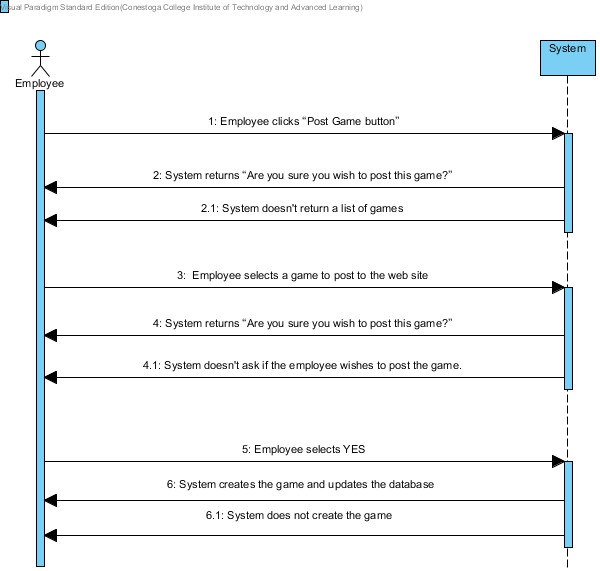 Visual Paradigm Standard Edition(Conestoga College Institute of Technology and Advanced Learning)
System
Employee
1: Employee clicks “Post Game button”
2: System returns “Are you sure you wish to post this game?”
2.1: System doesn't return a list of games
3:  Employee selects a game to post to the web site
4: System returns “Are you sure you wish to post this game?”
4.1: System doesn't ask if the employee wishes to post the game.
5: Employee selects YES
6: System creates the game and updates the database
6.1: System does not create the game